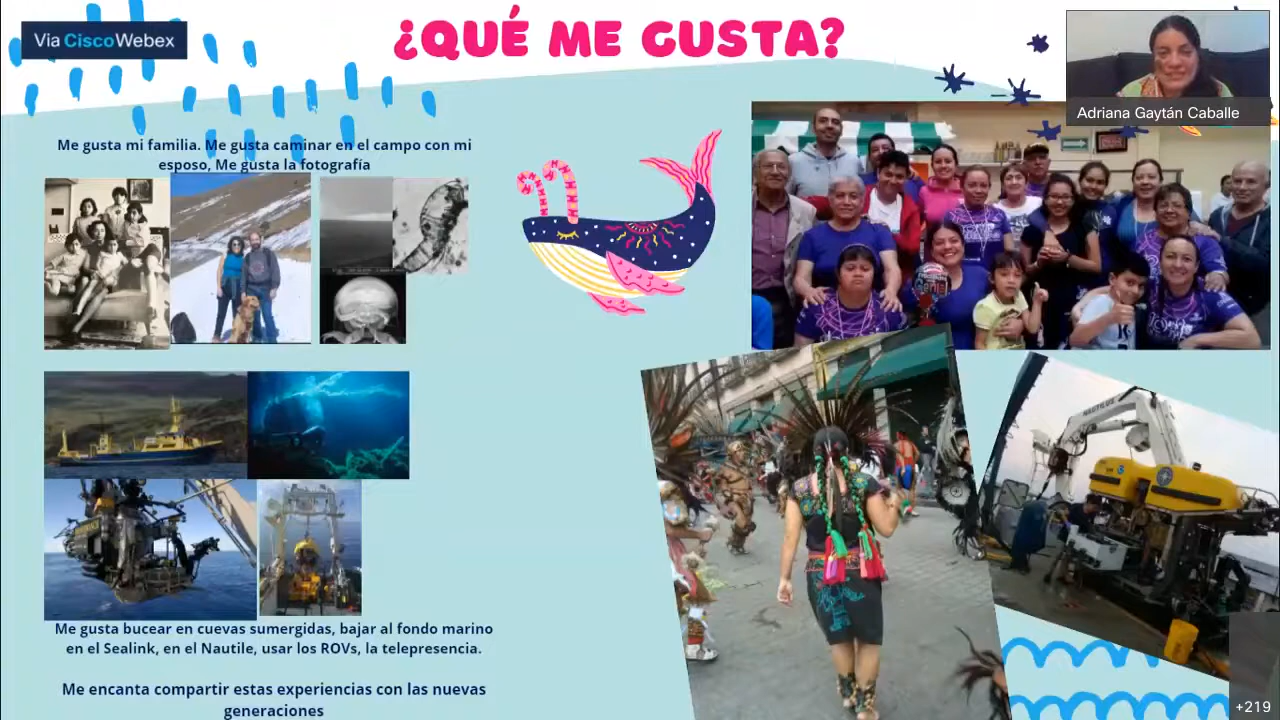 Via CiscoWebex
¿QUÉ ME GUSTA?
Adriana Gaytán Caballe
Me gusta mi familia. Me gusta caminar en el campo con mi
esposo, Me gusta la fotografía
NAUTILUS
Me gusta bucear en cuevas sumergidas, bajar al fondo marino
en el Sealink, en el Nautile, usar los ROVs, la telepresencia.
Me encanta compartir estas experiencias con las nuevas
generaciones
+219